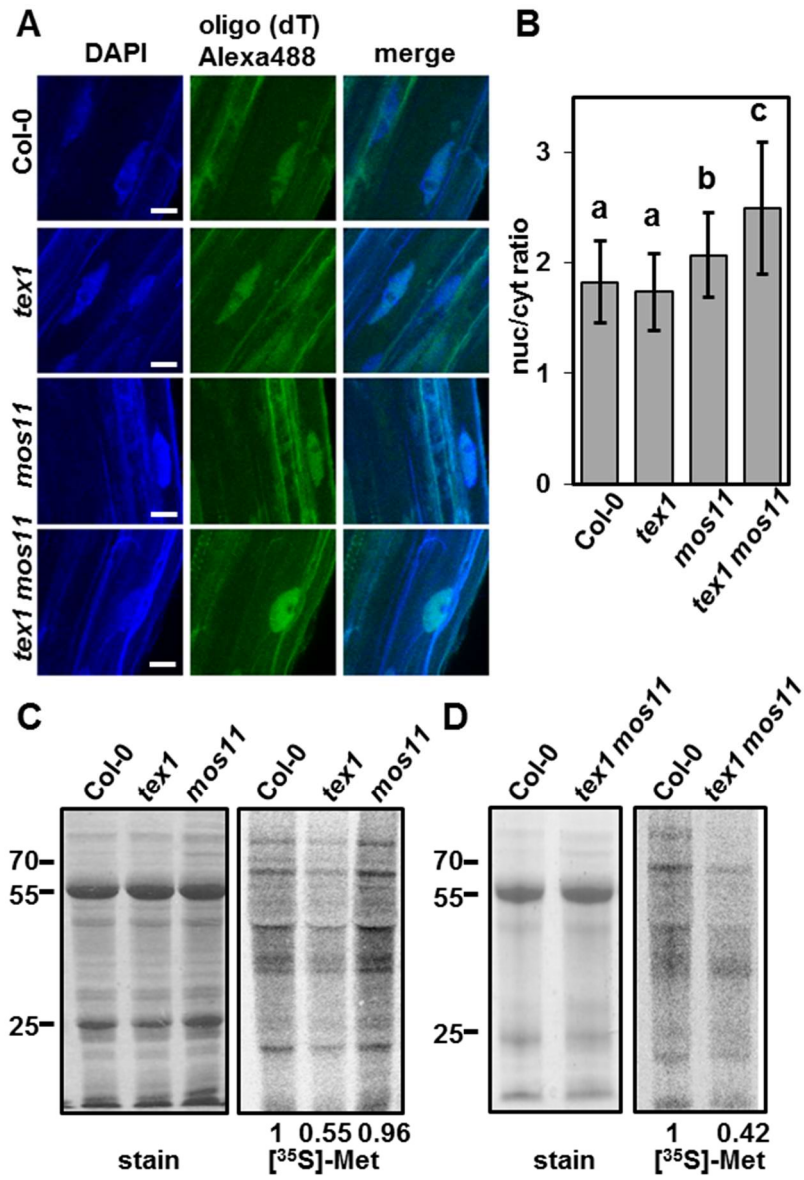 A
DAPI
oligo (dT)
Alexa488
merge
Col-0
tex1
mos11
tex1 mos11
B
nuc/cyt ratio
3
2
1
0
a
a
b
c
Col-0
tex1
mos11
tex1 mos11
C
Col-0
tex1
mos11
Col-0
tex1
mos11
70
55
25
1 0.55 0.96
stain
[³⁵S]-Met
D
Col-0
tex1 mos11
Col-0
tex1 mos11
70
55
25
1 0.42
stain
[³⁵S]-Met